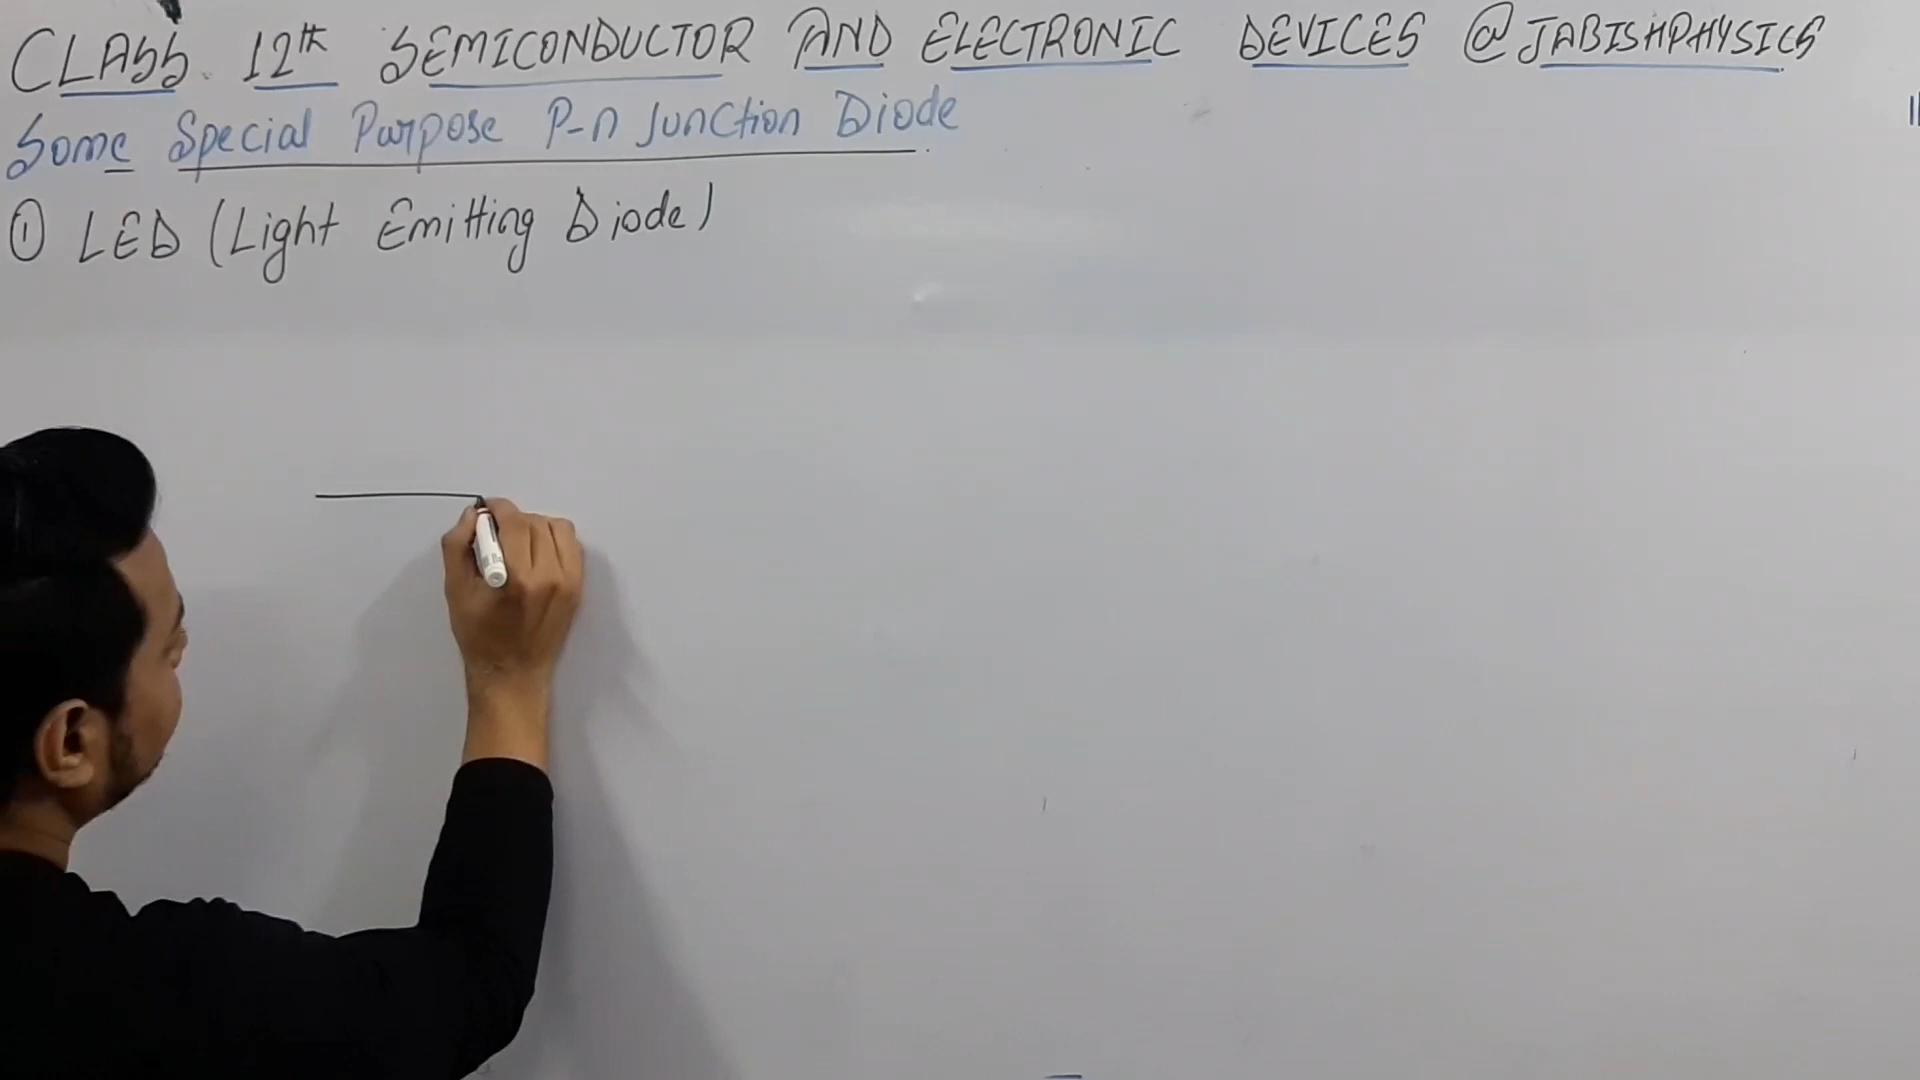 CLASS 12th SEMICONDUCTOR AND ELECTRONIC DEVICES @JABISHPHYSICS
Some Special Purpose P-n Junction Diode
① LED (Light Emitting Diode)